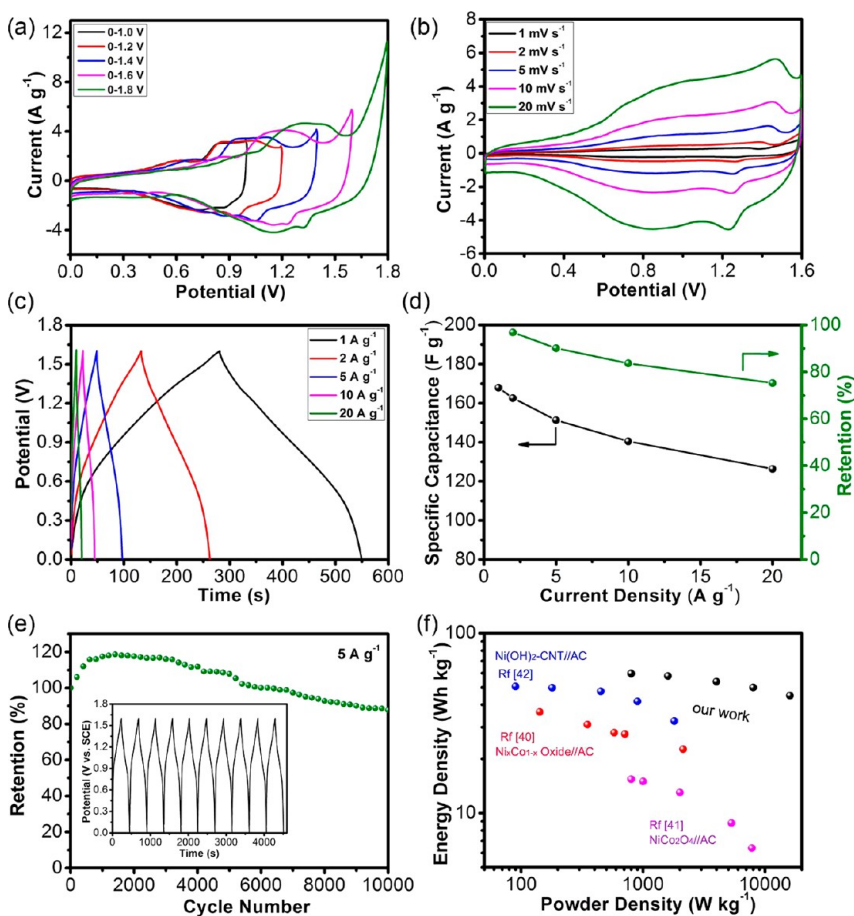 (a)
12
8
4
0
-4
0-1.0 V
0-1.2 V
0-1.4 V
0-1.6 V
0-1.8 V
Current (A g⁻¹)
0.0 0.3 0.6 0.9 1.2 1.5 1.8
Potential (V)
(b)
8
6
4
2
0
-2
-4
-6
1 mV s⁻¹
2 mV s⁻¹
5 mV s⁻¹
10 mV s⁻¹
20 mV s⁻¹
Current (A g⁻¹)
0.0 0.4 0.8 1.2 1.6
Potential (V)
(c)
1.8
1.5
1.2
0.9
0.6
0.3
0.0
1 A g⁻¹
2 A g⁻¹
5 A g⁻¹
10 A g⁻¹
20 A g⁻¹
Potential (V)
0 100 200 300 400 500 600
Time (s)
(d)
200
180
160
140
120
100
80
Specific Capacitance (F g⁻¹)
100
80
60
40
20
0
Retention (%)
0 5 10 15 20
Current Density (A g⁻¹)
(e)
120
100
80
60
40
20
0
5 A g⁻¹
Retention (%)
1.8
1.5
1.2
0.9
0.6
0.3
0.0
Potential (V vs. SCE)
0 1000 2000 3000 4000
Time (s)
0 2000 4000 6000 8000 10000
Cycle Number
(f)
100
10
Energy Density (Wh kg⁻¹)
Ni(OH)₂-CNT//AC
Rf [42]
our work
Rf [40]
NiₓCo₁₋ₓ Oxide//AC
Rf [41]
NiCo₂O₄//AC
100 1000 10000
Powder Density (W kg⁻¹)